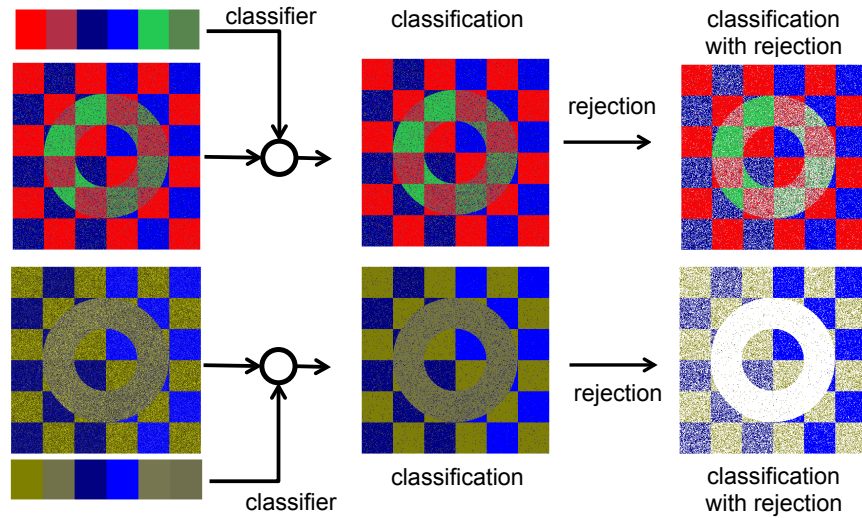 classifier
classification
classification
with rejection
rejection
rejection
classifier
classification
classification
with rejection